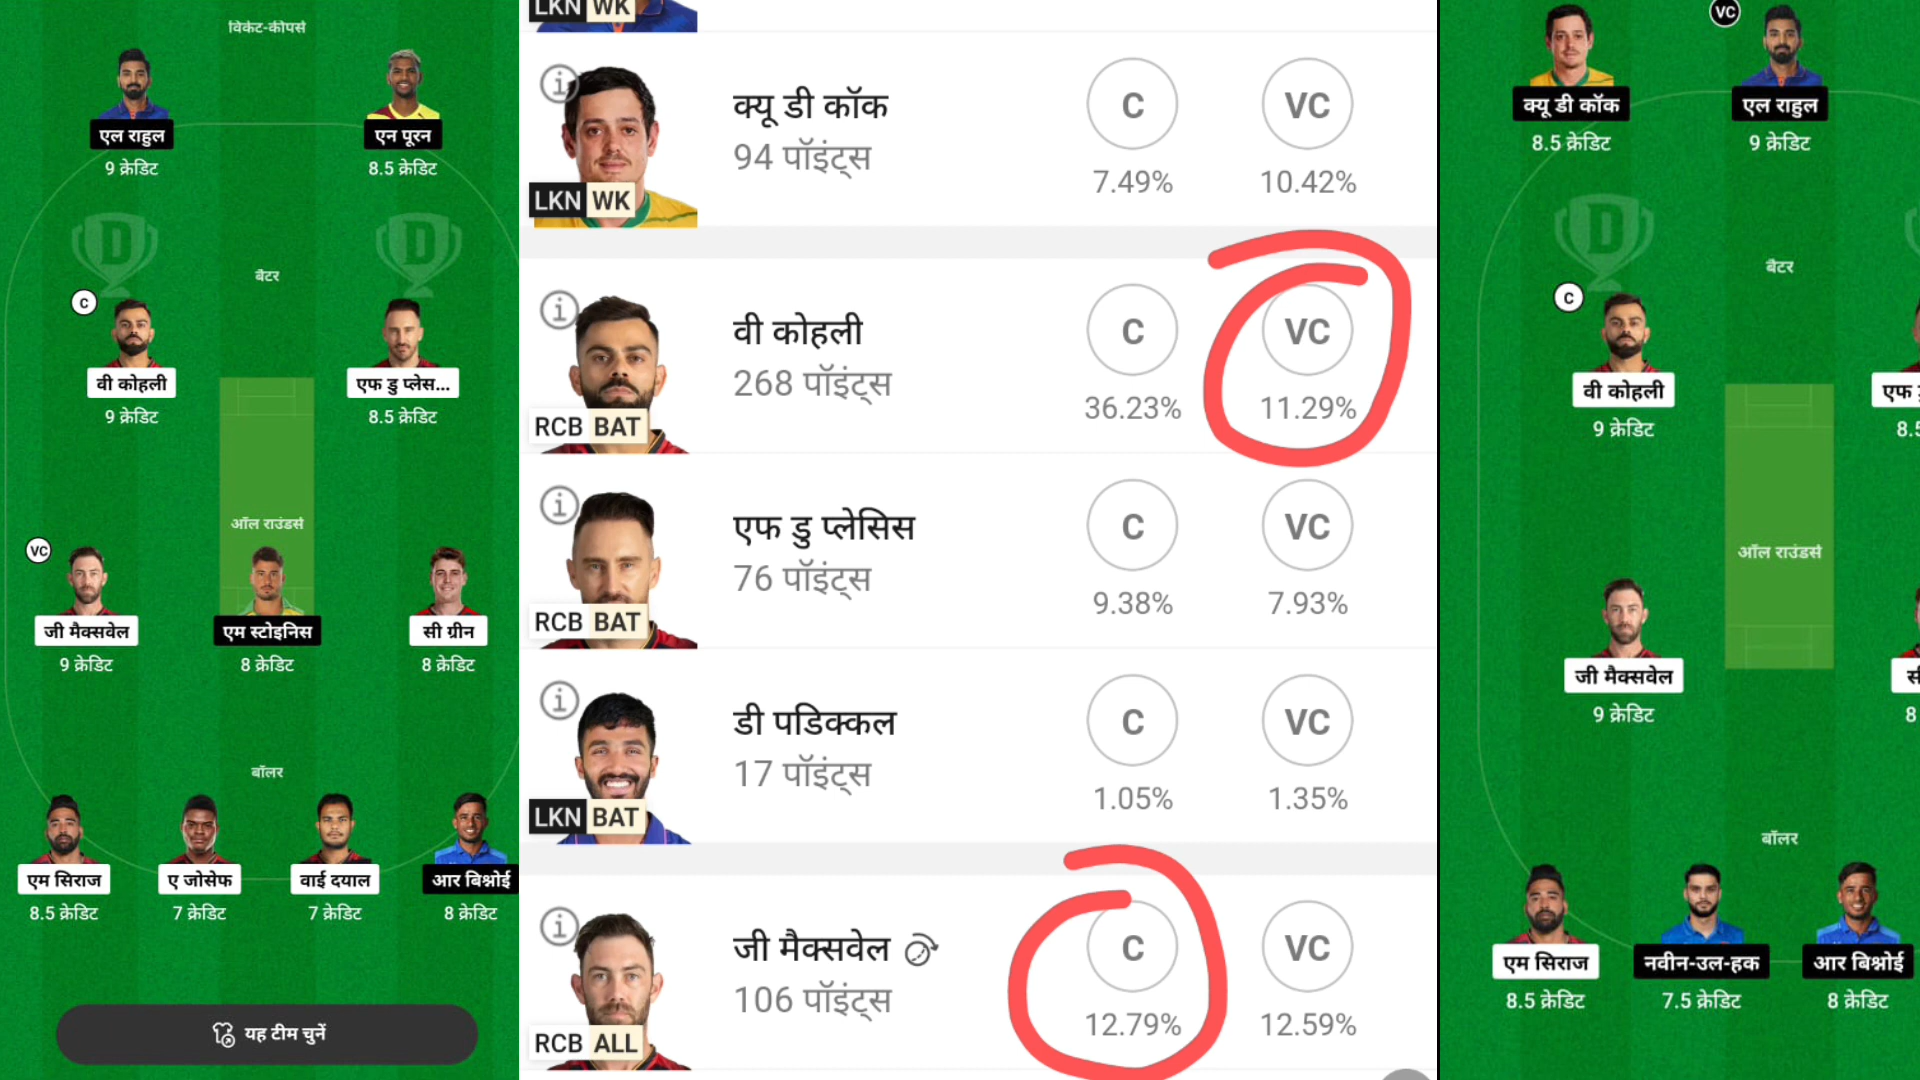 विकेट-कीपर्स
एल राहुल
एन पूरन
9 क्रेडिट
8.5 क्रेडिट
D
D
बैटर
C
वी कोहली
एफ डु प्लेस...
9 क्रेडिट
8.5 क्रेडिट
ऑल राउंडर्स
VC
जी मैक्सवेल
एम स्टोइनिस
सी ग्रीन
9 क्रेडिट
8 क्रेडिट
8 क्रेडिट
बॉलर
एम सिराज
ए जोसेफ
वाई दयाल
आर बिश्नोई
8.5 क्रेडिट
7 क्रेडिट
7 क्रेडिट
8 क्रेडिट
यह टीम चुनें
LKN WK
क्यू डी कॉक
94 पॉइंट्स
LKN WK
C
VC
7.49%
10.42%
वी कोहली
268 पॉइंट्स
RCB BAT
C
VC
36.23%
11.29%
एफ डु प्लेसिस
76 पॉइंट्स
RCB BAT
C
VC
9.38%
7.93%
डी पडिक्कल
17 पॉइंट्स
LKN BAT
C
VC
1.05%
1.35%
जी मैक्सवेल
106 पॉइंट्स
RCB ALL
C
VC
12.79%
12.59%
VC
क्यू डी कॉक
एल राहुल
8.5 क्रेडिट
9 क्रेडिट
D
बैटर
C
वी कोहली
एफ
9 क्रेडिट
8.5
ऑल राउंडर्स
जी मैक्सवेल
9 क्रेडिट
8
बॉलर
एम सिराज
नवीन-उल-हक
आर बिश्नोई
8.5 क्रेडिट
7.5 क्रेडिट
8 क्रेडिट